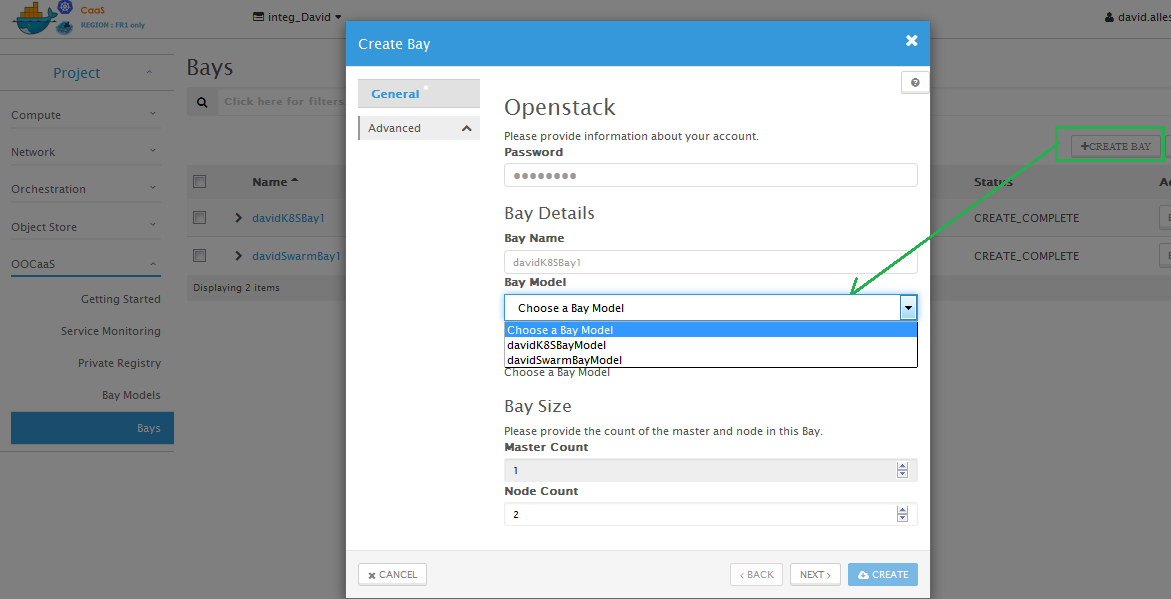 CaaS
REGION : FR1 only
integ_David
Project
Compute
Network
Orchestration
Object Store
OOCaaS
Getting Started
Service Monitoring
Private Registry
Bay Models
Bays
Bays
Click here for filters
Name
davidK8SBay1
davidSwarmBay1
Displaying 2 items
Create Bay
General *
Advanced
Openstack
Please provide information about your account.
Password
●●●●●●●●
Bay Details
Bay Name
davidK8SBay1
Bay Model
Choose a Bay Model
Choose a Bay Model
davidK8SBayModel
davidSwarmBayModel
Choose a Bay Model
Bay Size
Please provide the count of the master and node in this Bay.
Master Count
1
Node Count
2
× CANCEL
‹ BACK
NEXT ›
CREATE
david.alles
+CREATE BAY
Status
CREATE_COMPLETE
CREATE_COMPLETE